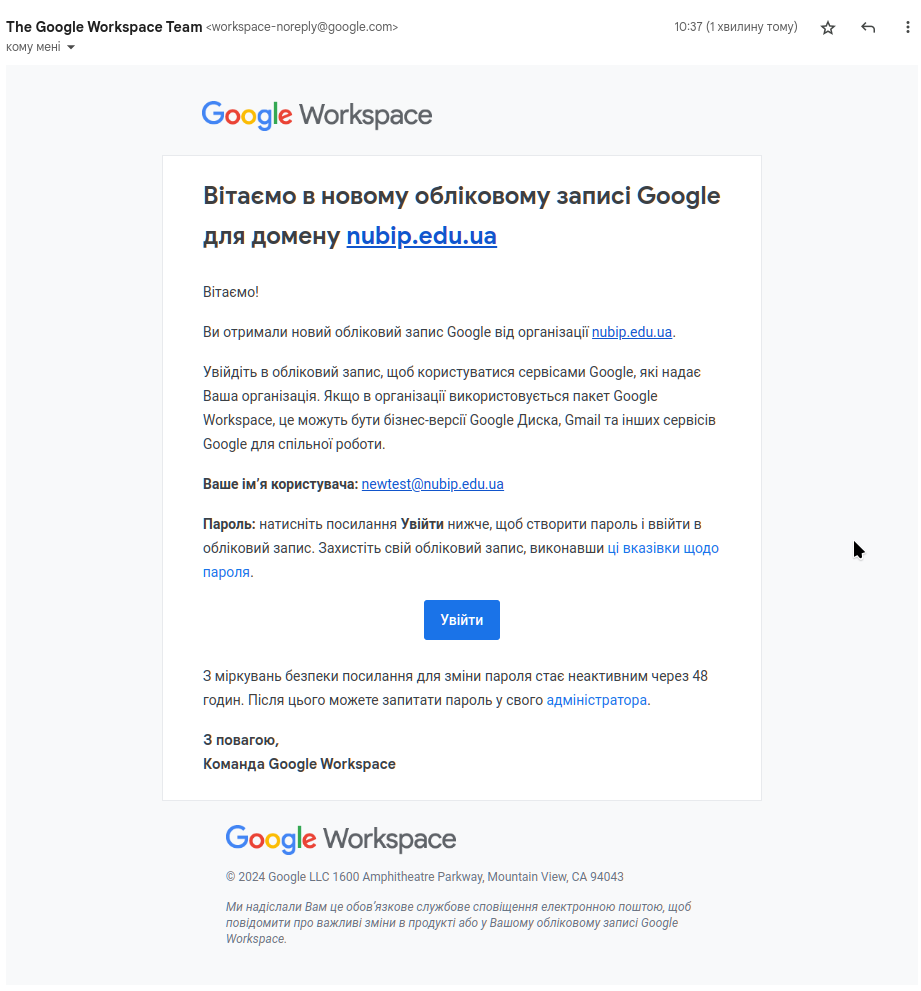 The Google Workspace Team <workspace-noreply@google.com>
10:37 (1 хвилину тому)
кому мені
Google Workspace
Вітаємо в новому обліковому записі Google
для домену nubip.edu.ua
Вітаємо!
Ви отримали новий обліковий запис Google від організації nubip.edu.ua.
Увійдіть в обліковий запис, щоб користуватися сервісами Google, які надає
Ваша організація. Якщо в організації використовується пакет Google
Workspace, це можуть бути бізнес-версії Google Диска, Gmail та інших сервісів
Google для спільної роботи.
Ваше ім’я користувача: newtest@nubip.edu.ua
Пароль: натисніть посилання Увійти нижче, щоб створити пароль і ввійти в
обліковий запис. Захистіть свій обліковий запис, виконавши ці вказівки щодо
пароля.
Увійти
З міркувань безпеки посилання для зміни пароля стає неактивним через 48
годин. Після цього можете запитати пароль у свого адміністратора.
З повагою,
Команда Google Workspace
Google Workspace
© 2024 Google LLC 1600 Amphitheatre Parkway, Mountain View, CA 94043
Ми надіслали Вам це обов’язкове службове сповіщення електронною поштою, щоб
повідомити про важливі зміни в продукті або у Вашому обліковому записі Google
Workspace.